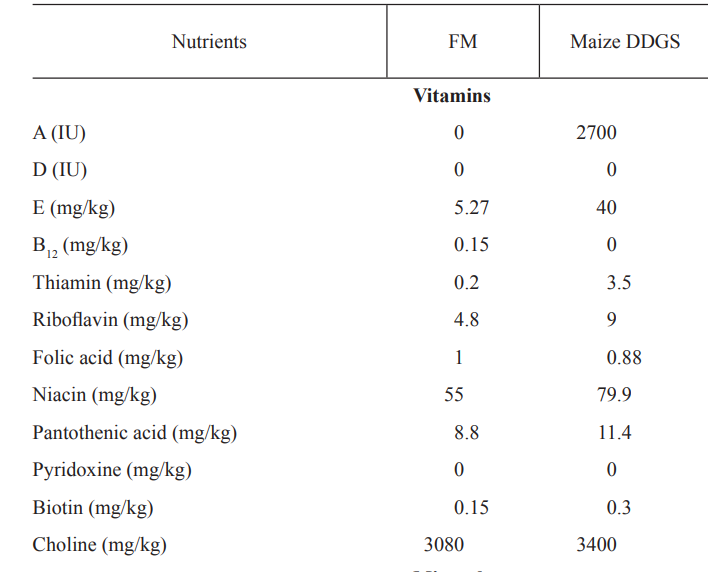 Nutrients FM Maize DDGS
Vitamins
A (IU) 0 2700
D (IU) 0 0
E (mg/kg) 5.27 40
B12 (mg/kg) 0.15 0
Thiamin (mg/kg) 0.2 3.5
Riboflavin (mg/kg) 4.8 9
Folic acid (mg/kg) 1 0.88
Niacin (mg/kg) 55 79.9
Pantothenic acid (mg/kg) 8.8 11.4
Pyridoxine (mg/kg) 0 0
Biotin (mg/kg) 0.15 0.3
Choline (mg/kg) 3080 3400